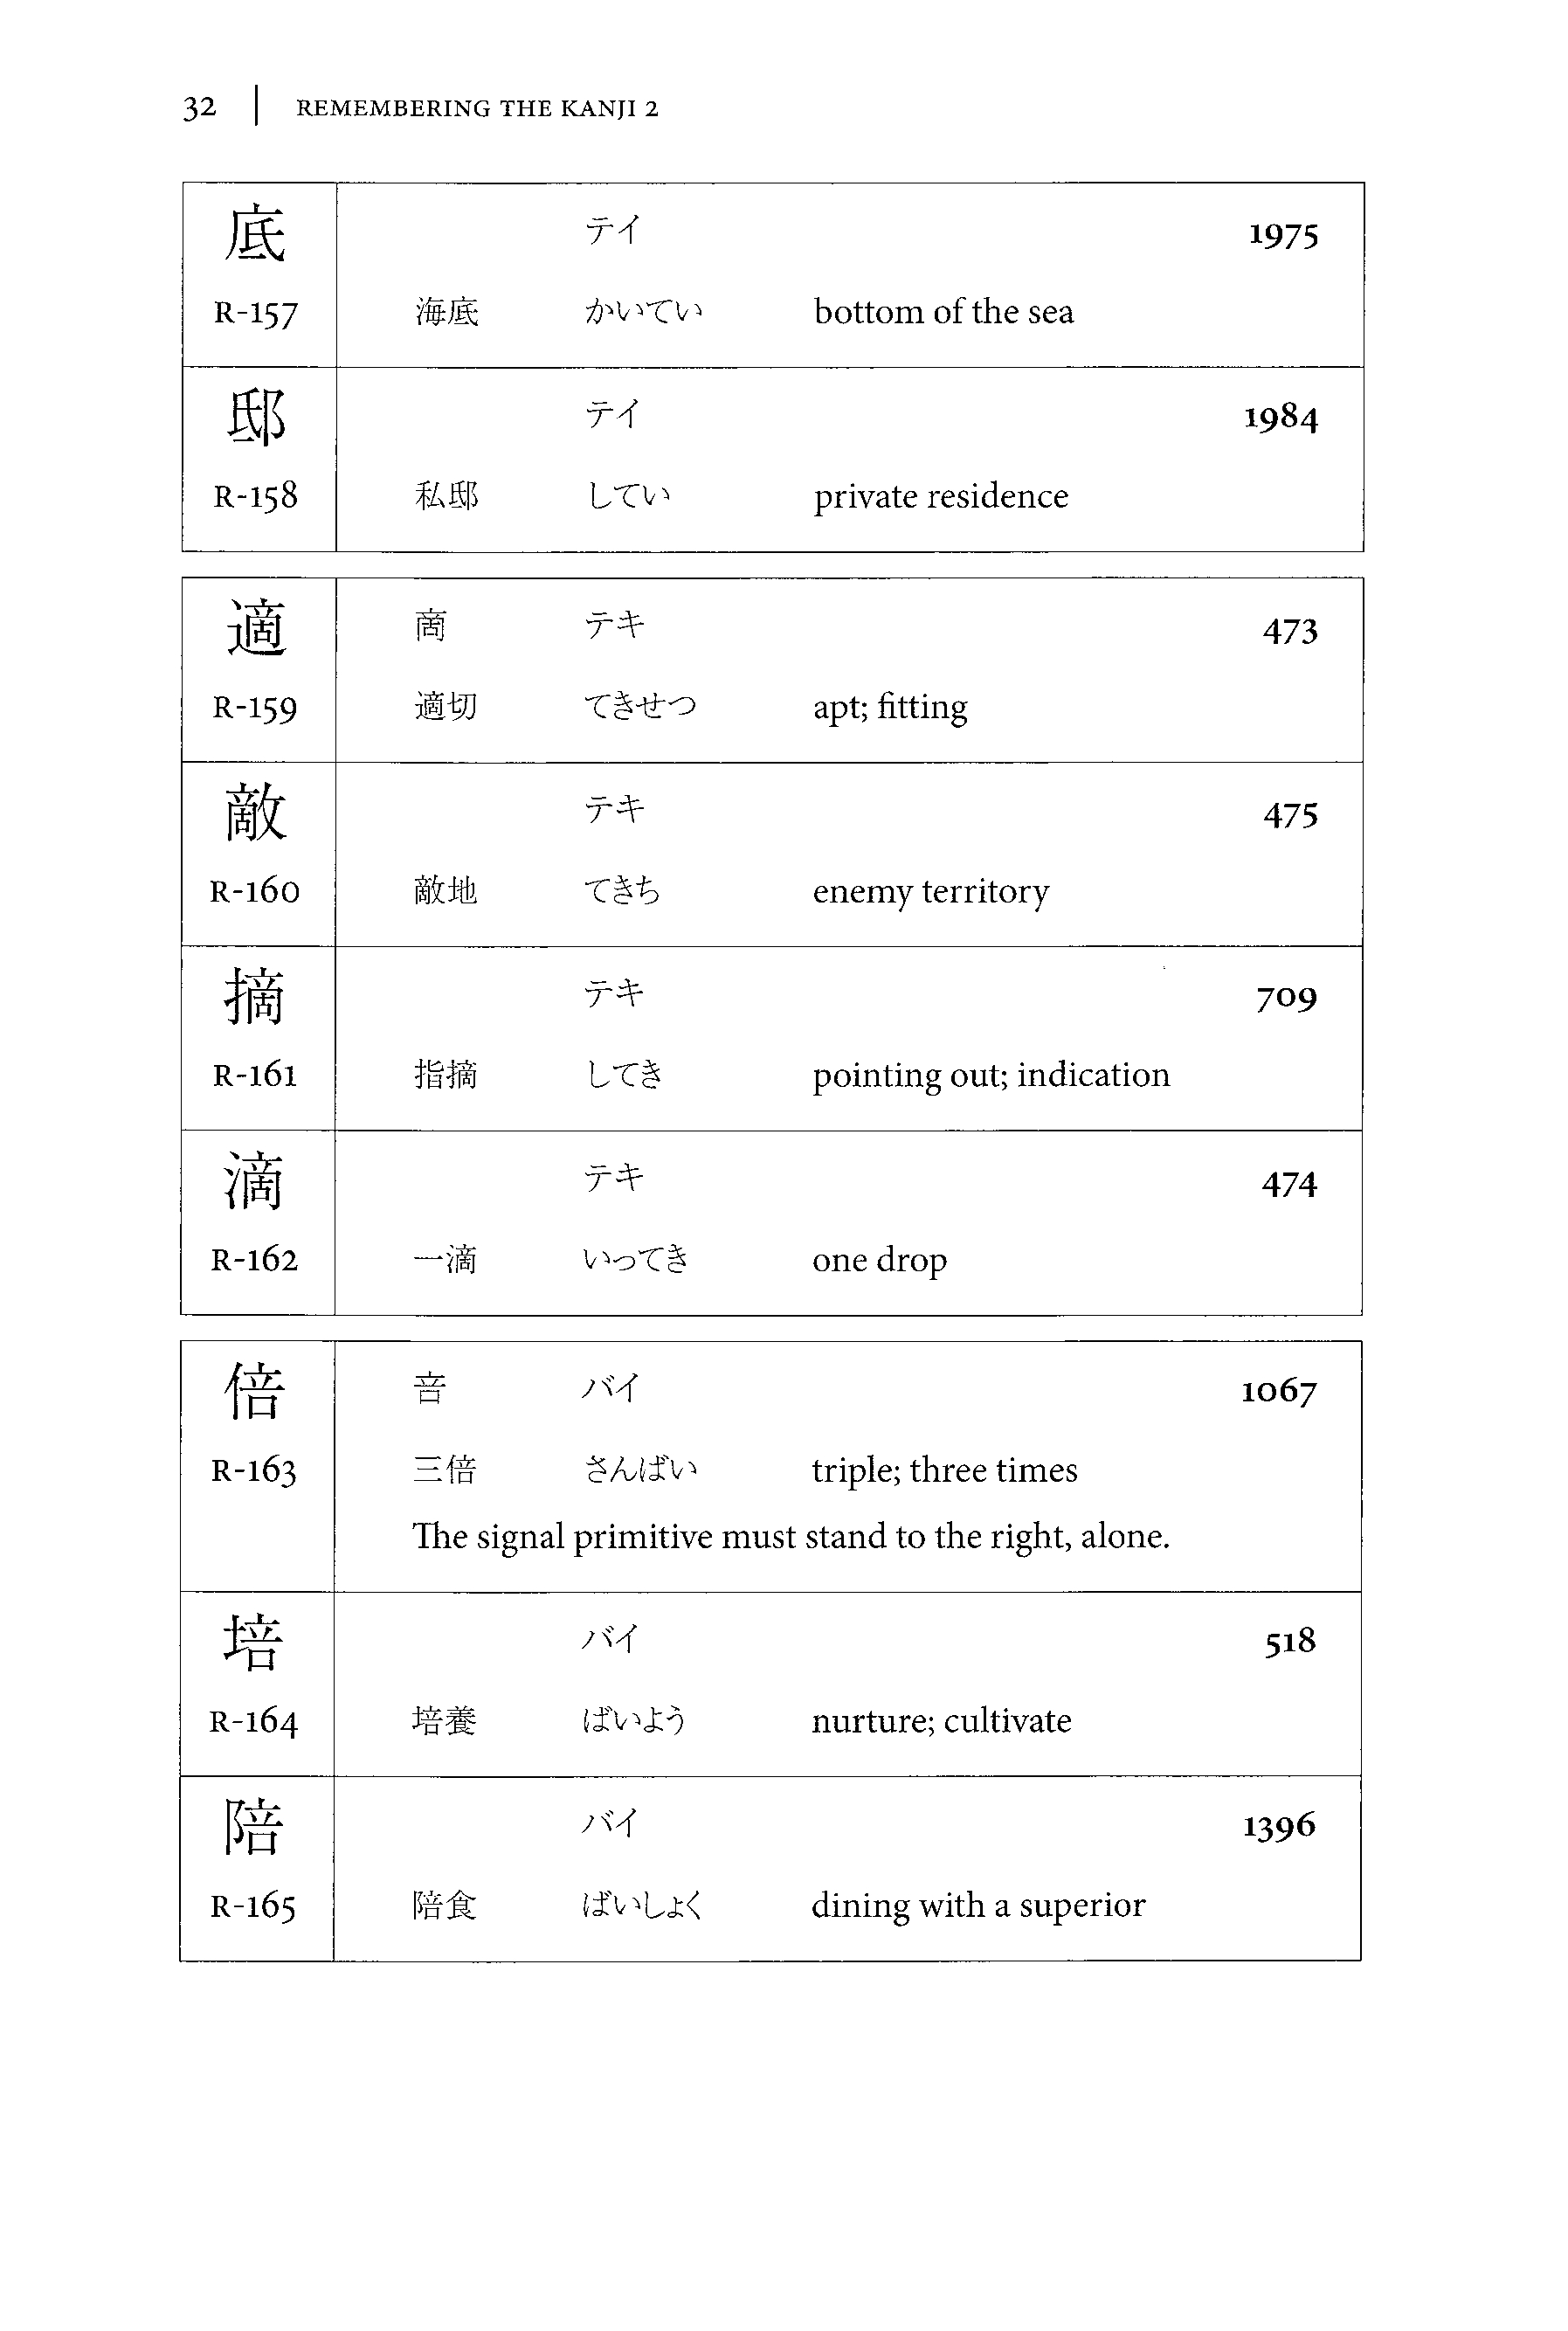 32 | REMEMBERING THE KANJI 2
底 テイ 1975
R-157 海底 かいてい bottom of the sea
邸 テイ 1984
R-158 私邸 してい private residence
適 啇 テキ 473
R-159 適切 てきせつ apt; fitting
敵 テキ 475
R-160 敵地 てきち enemy territory
摘 テキ 709
R-161 指摘 してき pointing out; indication
滴 テキ 474
R-162 一滴 いってき one drop
倍 咅 バイ 1067
R-163 三倍 さんばい triple; three times
The signal primitive must stand to the right, alone.
培 バイ 518
R-164 培養 ばいよう nurture; cultivate
陪 バイ 1396
R-165 陪食 ばいしょく dining with a superior